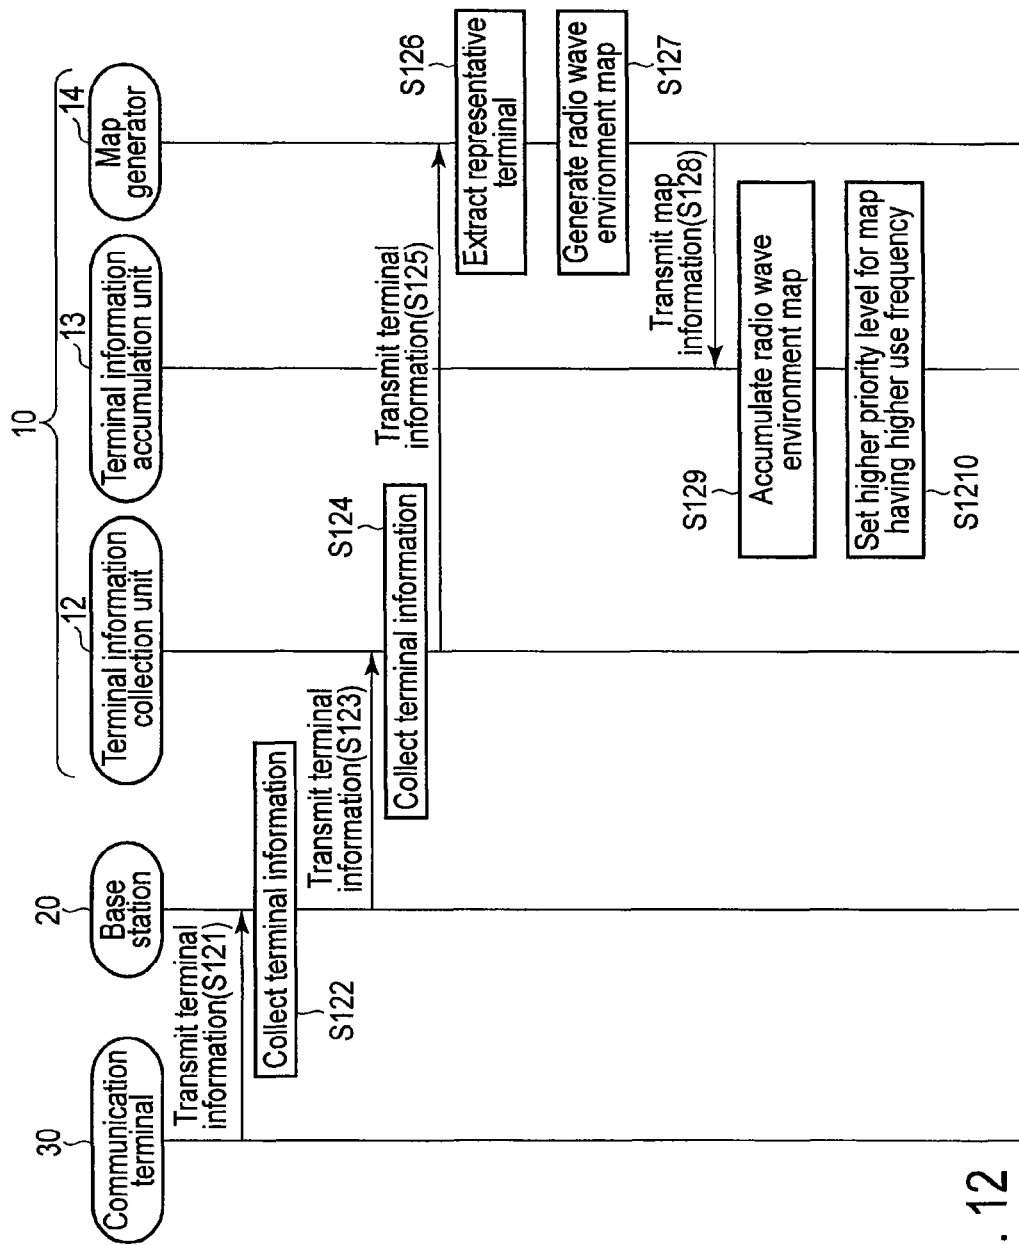 10
30
20
12
13
14
Communication
terminal
Base
station
Terminal information
collection unit
Terminal information
accumulation unit
Map
generator
Transmit terminal
information(S121)
Collect terminal information
S122
Transmit terminal
information(S123)
S124
Collect terminal information
Transmit terminal
information(S125)
S126
Extract representative
terminal
Generate radio wave
environment map
S127
Transmit map
information(S128)
S129
Accumulate radio wave
environment map
Set higher priority level for map
having higher use frequency
S1210
. 12